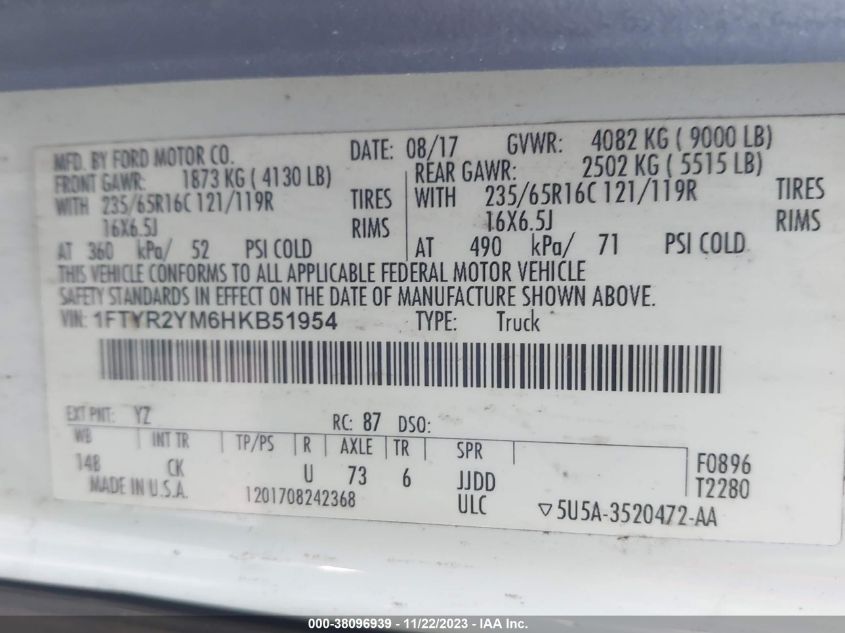 MFD. BY FORD MOTOR CO. DATE: 08/17 GVWR: 4082 KG ( 9000 LB)
FRONT GAWR: 1873 KG ( 4130 LB) REAR GAWR: 2502 KG ( 5515 LB)
WITH 235/65R16C 121/119R TIRES WITH 235/65R16C 121/119R TIRES
16X6.5J RIMS 16X6.5J RIMS
AT 360 kPa/ 52 PSI COLD AT 490 kPa/ 71 PSI COLD
THIS VEHICLE CONFORMS TO ALL APPLICABLE FEDERAL MOTOR VEHICLE
SAFETY STANDARDS IN EFFECT ON THE DATE OF MANUFACTURE SHOWN ABOVE.
VIN: 1FTYR2YM6HKB51954 TYPE: Truck
EXT PNT: YZ RC: 87 DSO:
WB INT TR TP/PS R AXLE TR SPR
148 CK U 73 6 JJDD F0896
MADE IN U.S.A. 1201708242368 ULC T2280
▽5U5A-3520472-AA
000-38096939 - 11/22/2023 - IAA Inc.